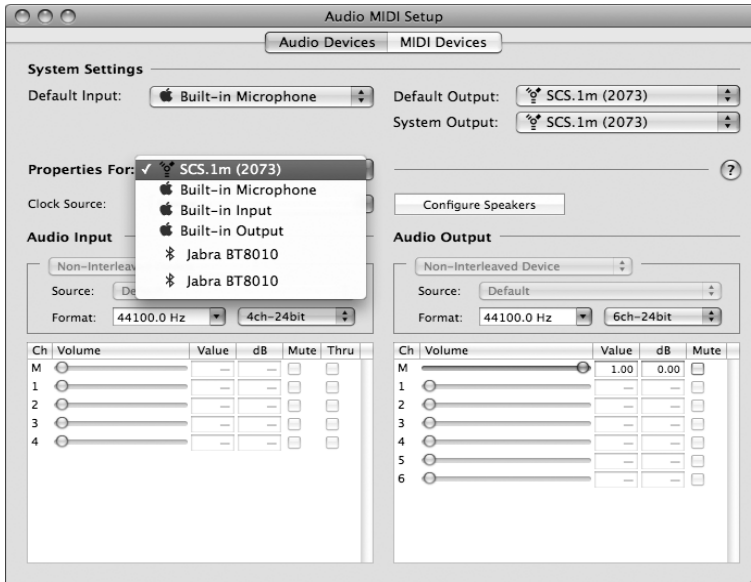 Audio MIDI Setup
Audio Devices MIDI Devices
System Settings
Default Input: Built-in Microphone
Default Output: SCS.1m (2073)
System Output: SCS.1m (2073)
Properties For: ✓ SCS.1m (2073)
?
Built-in Microphone
Built-in Input
Built-in Output
Jabra BT8010
Jabra BT8010
Clock Source:
Configure Speakers
Audio Input
Source:
Format: 44100.0 Hz 4ch-24bit
Ch Volume Value dB Mute Thru
M — —
1 — —
2 — —
3 — —
4 — —
Audio Output
Non-Interleaved Device
Source: Default
Format: 44100.0 Hz 6ch-24bit
Ch Volume Value dB Mute
M 1.00 0.00
1 — —
2 — —
3 — —
4 — —
5 — —
6 — —